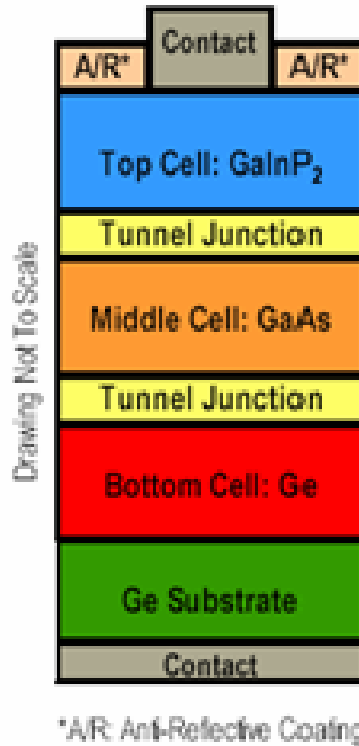 Contact
A/R* A/R*
Top Cell: GaInP₂
Tunnel Junction
Middle Cell: GaAs
Tunnel Junction
Bottom Cell: Ge
Ge Substrate
Contact
Drawing Not To Scale
*A/R: Anti-Reflective Coating